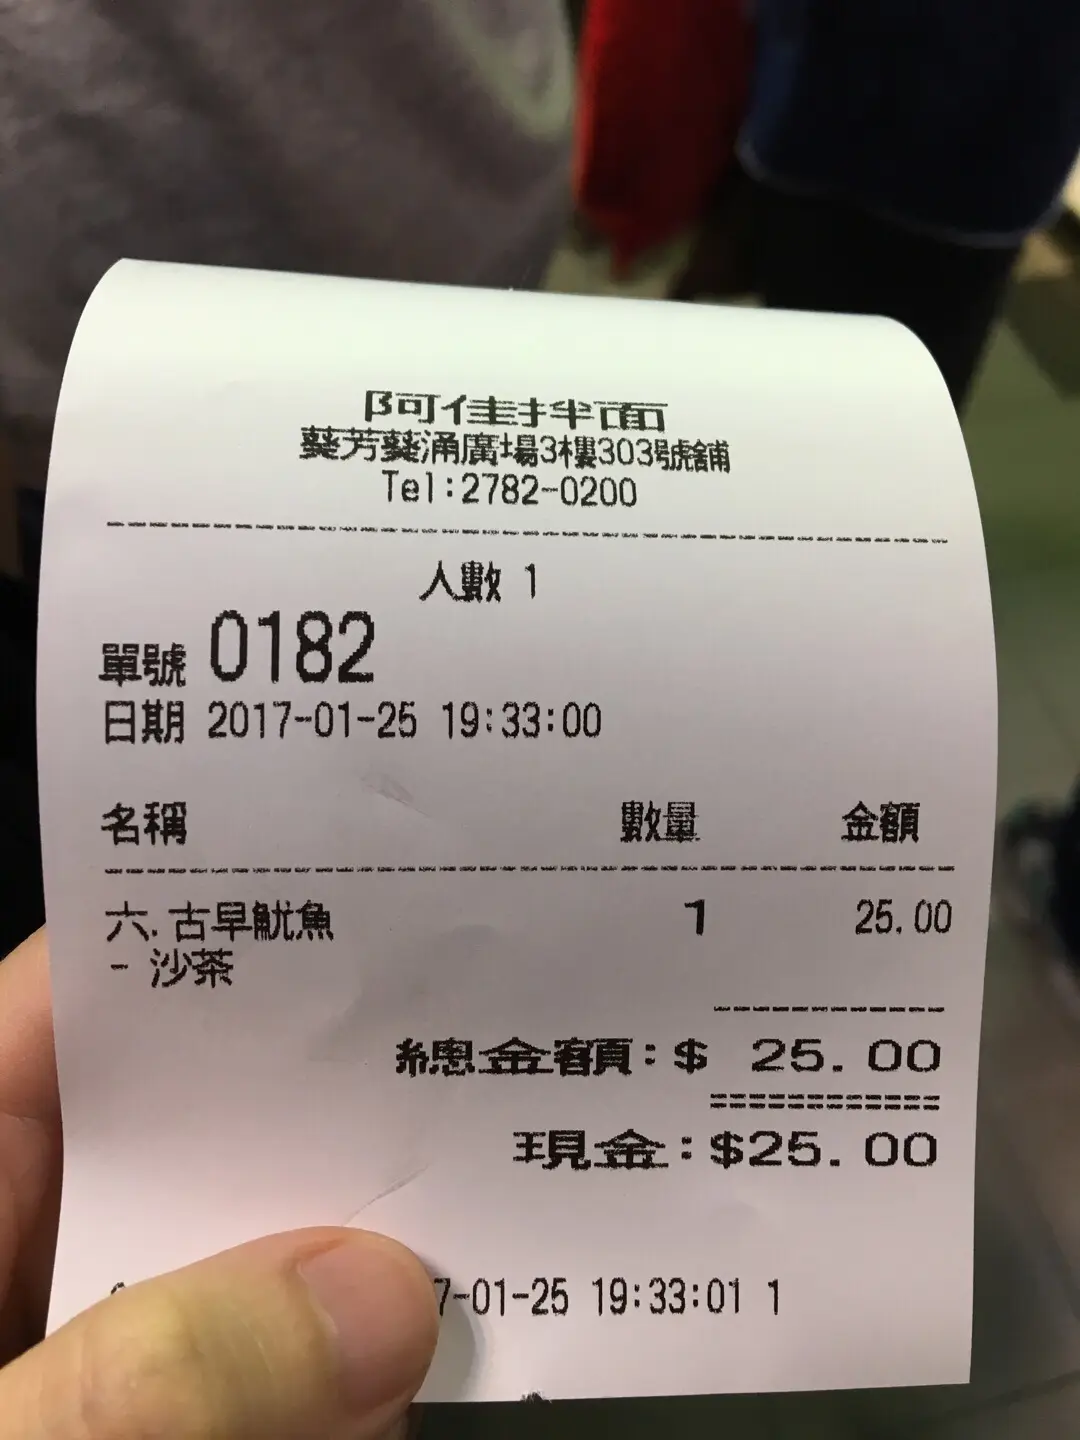 阿佳拌面
葵芳葵涌廣場3樓303號舖
Tel:2782-0200
人數 1
單號 0182
日期 2017-01-25 19:33:00
名稱 數量 金額
六.古早魷魚 1 25.00
- 沙茶
總金額:$ 25.00
現金:$25.00
7-01-25 19:33:01 1